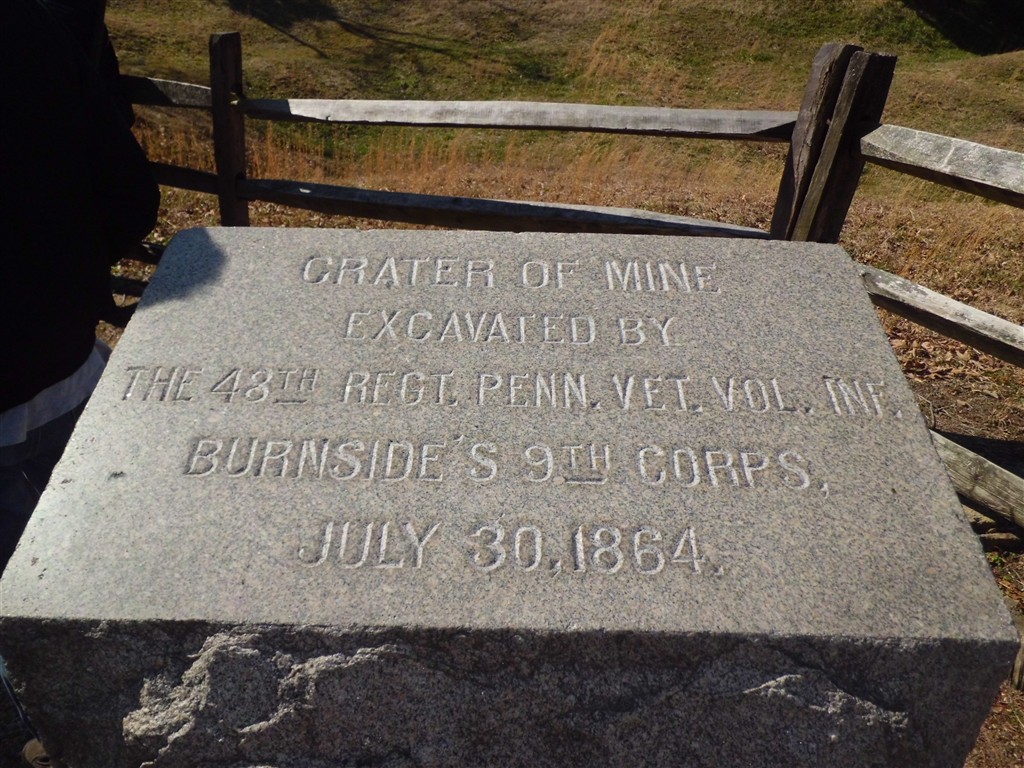 CRATER OF MINE
EXCAVATED BY
THE 48TH REGT. PENN. VET. VOL. INF.
BURNSIDE'S 9TH CORPS,
JULY 30, 1864.